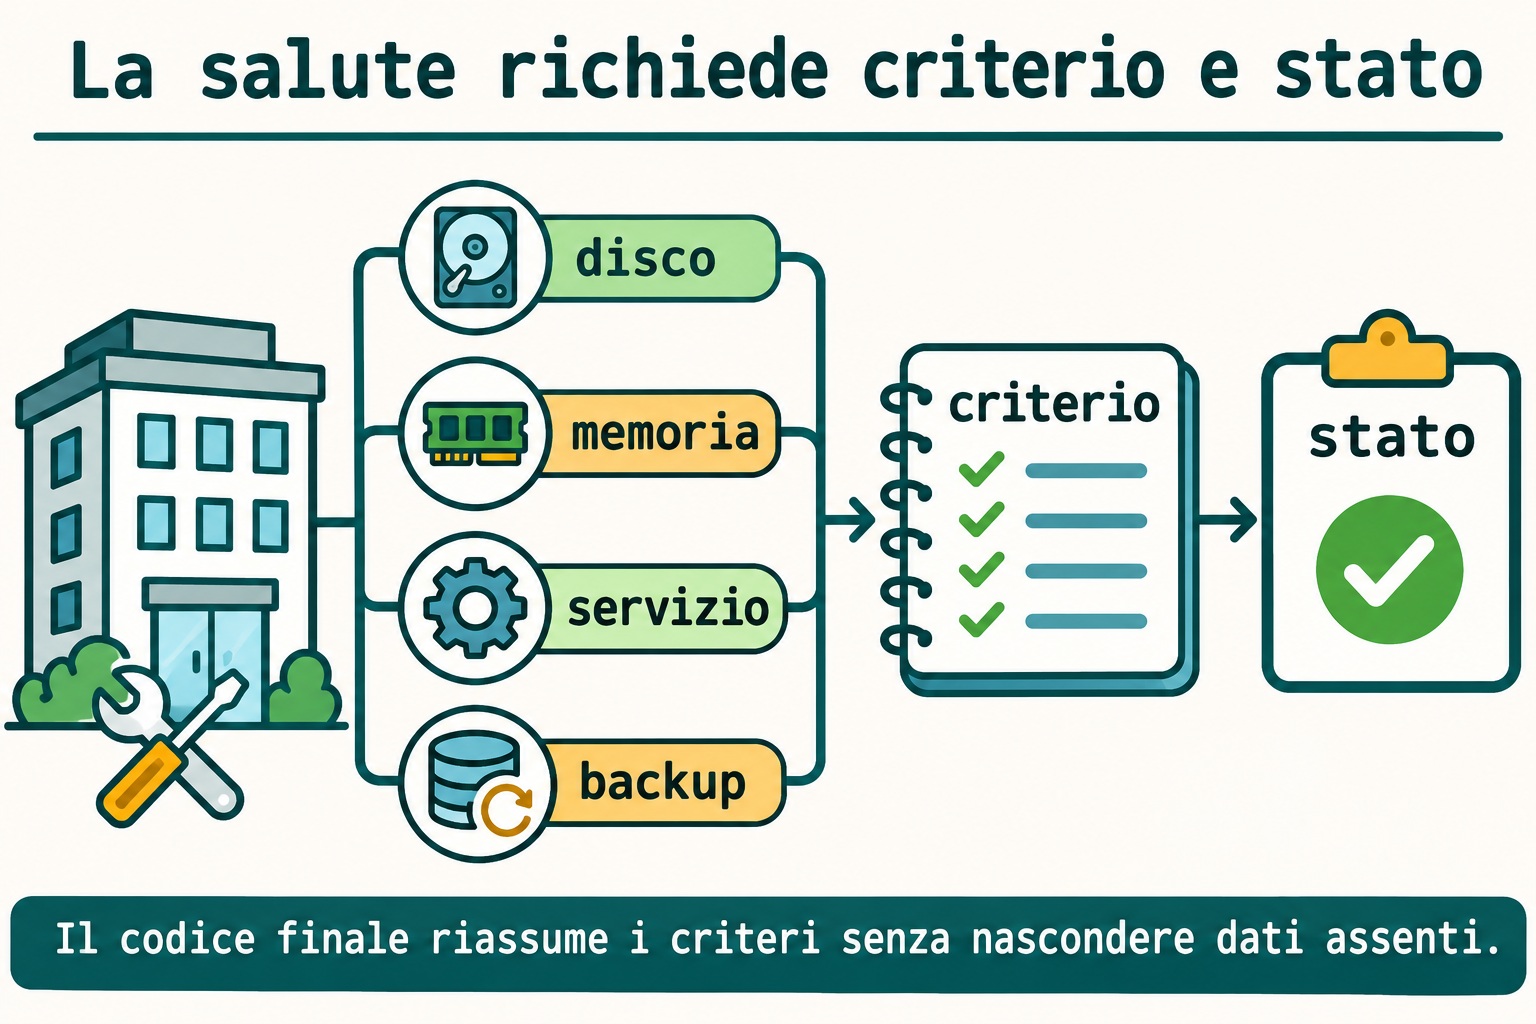 La salute richiede criterio e stato
disco
memoria
servizio
backup
criterio
stato
Il codice finale riassume i criteri senza nascondere dati assenti.